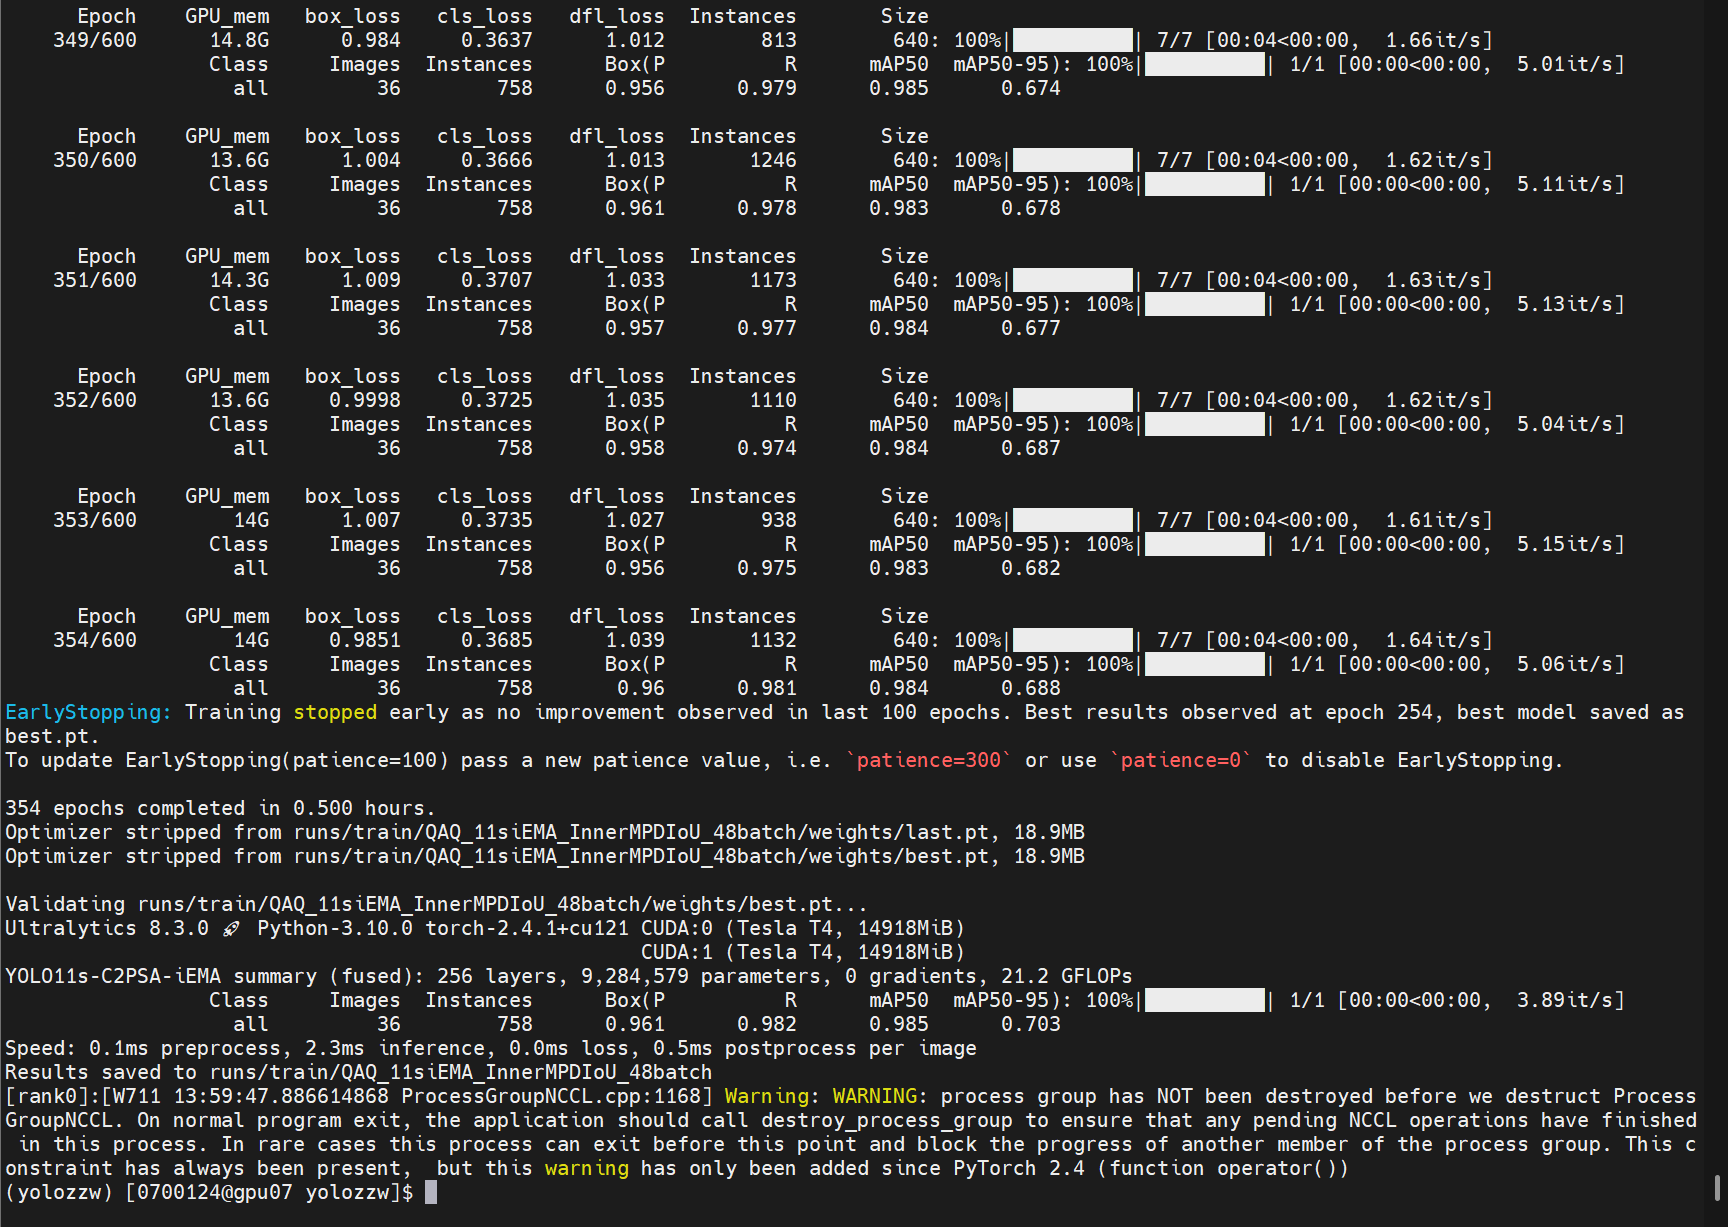 Epoch GPU_mem box_loss cls_loss dfl_loss Instances Size
349/600 14.8G 0.984 0.3637 1.012 813 640: 100%|██████████| 7/7 [00:04<00:00, 1.66it/s]
Class Images Instances Box(P R mAP50 mAP50-95): 100%|██████████| 1/1 [00:00<00:00, 5.01it/s]
all 36 758 0.956 0.979 0.985 0.674
Epoch GPU_mem box_loss cls_loss dfl_loss Instances Size
350/600 13.6G 1.004 0.3666 1.013 1246 640: 100%|██████████| 7/7 [00:04<00:00, 1.62it/s]
Class Images Instances Box(P R mAP50 mAP50-95): 100%|██████████| 1/1 [00:00<00:00, 5.11it/s]
all 36 758 0.961 0.978 0.983 0.678
Epoch GPU_mem box_loss cls_loss dfl_loss Instances Size
351/600 14.3G 1.009 0.3707 1.033 1173 640: 100%|██████████| 7/7 [00:04<00:00, 1.63it/s]
Class Images Instances Box(P R mAP50 mAP50-95): 100%|██████████| 1/1 [00:00<00:00, 5.13it/s]
all 36 758 0.957 0.977 0.984 0.677
Epoch GPU_mem box_loss cls_loss dfl_loss Instances Size
352/600 13.6G 0.9998 0.3725 1.035 1110 640: 100%|██████████| 7/7 [00:04<00:00, 1.62it/s]
Class Images Instances Box(P R mAP50 mAP50-95): 100%|██████████| 1/1 [00:00<00:00, 5.04it/s]
all 36 758 0.958 0.974 0.984 0.687
Epoch GPU_mem box_loss cls_loss dfl_loss Instances Size
353/600 14G 1.007 0.3735 1.027 938 640: 100%|██████████| 7/7 [00:04<00:00, 1.61it/s]
Class Images Instances Box(P R mAP50 mAP50-95): 100%|██████████| 1/1 [00:00<00:00, 5.15it/s]
all 36 758 0.956 0.975 0.983 0.682
Epoch GPU_mem box_loss cls_loss dfl_loss Instances Size
354/600 14G 0.9851 0.3685 1.039 1132 640: 100%|██████████| 7/7 [00:04<00:00, 1.64it/s]
Class Images Instances Box(P R mAP50 mAP50-95): 100%|██████████| 1/1 [00:00<00:00, 5.06it/s]
all 36 758 0.96 0.981 0.984 0.688
EarlyStopping: Training stopped early as no improvement observed in last 100 epochs. Best results observed at epoch 254, best model saved as
best.pt.
To update EarlyStopping(patience=100) pass a new patience value, i.e. `patience=300` or use `patience=0` to disable EarlyStopping.
354 epochs completed in 0.500 hours.
Optimizer stripped from runs/train/QAQ_11siEMA_InnerMPDIoU_48batch/weights/last.pt, 18.9MB
Optimizer stripped from runs/train/QAQ_11siEMA_InnerMPDIoU_48batch/weights/best.pt, 18.9MB
Validating runs/train/QAQ_11siEMA_InnerMPDIoU_48batch/weights/best.pt...
Ultralytics 8.3.0 🚀 Python-3.10.0 torch-2.4.1+cu121 CUDA:0 (Tesla T4, 14918MiB)
CUDA:1 (Tesla T4, 14918MiB)
YOLO11s-C2PSA-iEMA summary (fused): 256 layers, 9,284,579 parameters, 0 gradients, 21.2 GFLOPs
Class Images Instances Box(P R mAP50 mAP50-95): 100%|██████████| 1/1 [00:00<00:00, 3.89it/s]
all 36 758 0.961 0.982 0.985 0.703
Speed: 0.1ms preprocess, 2.3ms inference, 0.0ms loss, 0.5ms postprocess per image
Results saved to runs/train/QAQ_11siEMA_InnerMPDIoU_48batch
[rank0]:[W711 13:59:47.886614868 ProcessGroupNCCL.cpp:1168] Warning: WARNING: process group has NOT been destroyed before we destruct Process
GroupNCCL. On normal program exit, the application should call destroy_process_group to ensure that any pending NCCL operations have finished
in this process. In rare cases this process can exit before this point and block the progress of another member of the process group. This c
onstraint has always been present,  but this warning has only been added since PyTorch 2.4 (function operator())
(yolozzw) [0700124@gpu07 yolozzw]$